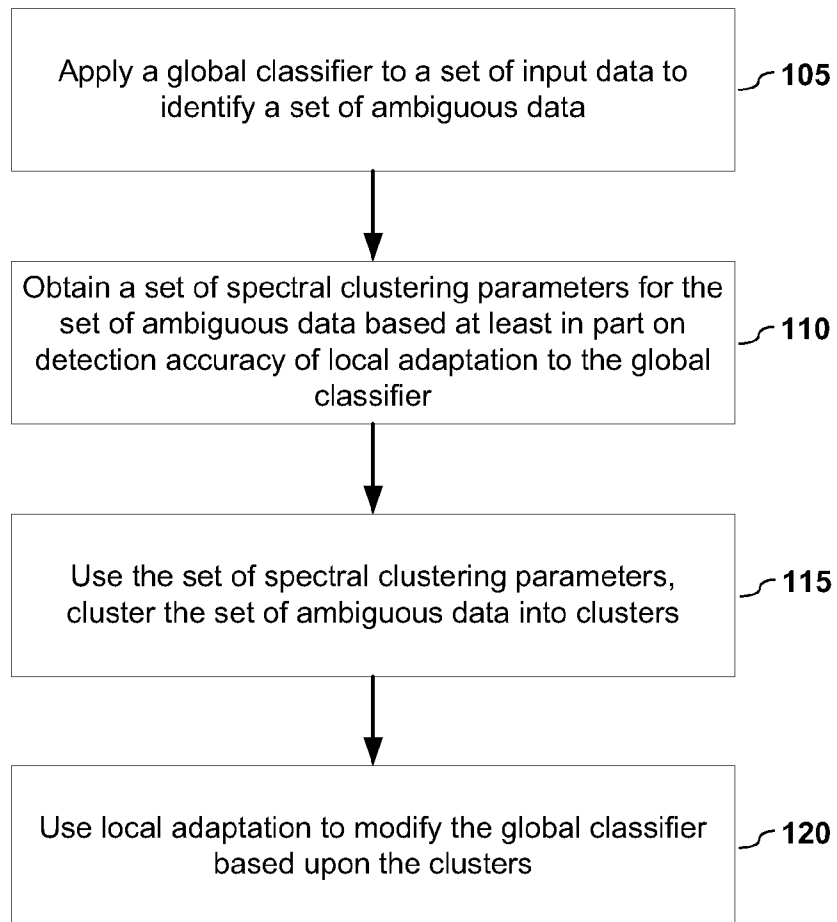 Apply a global classifier to a set of input data to
identify a set of ambiguous data
105
Obtain a set of spectral clustering parameters for the
set of ambiguous data based at least in part on
detection accuracy of local adaptation to the global
classifier
110
Use the set of spectral clustering parameters,
cluster the set of ambiguous data into clusters
115
Use local adaptation to modify the global classifier
based upon the clusters
120